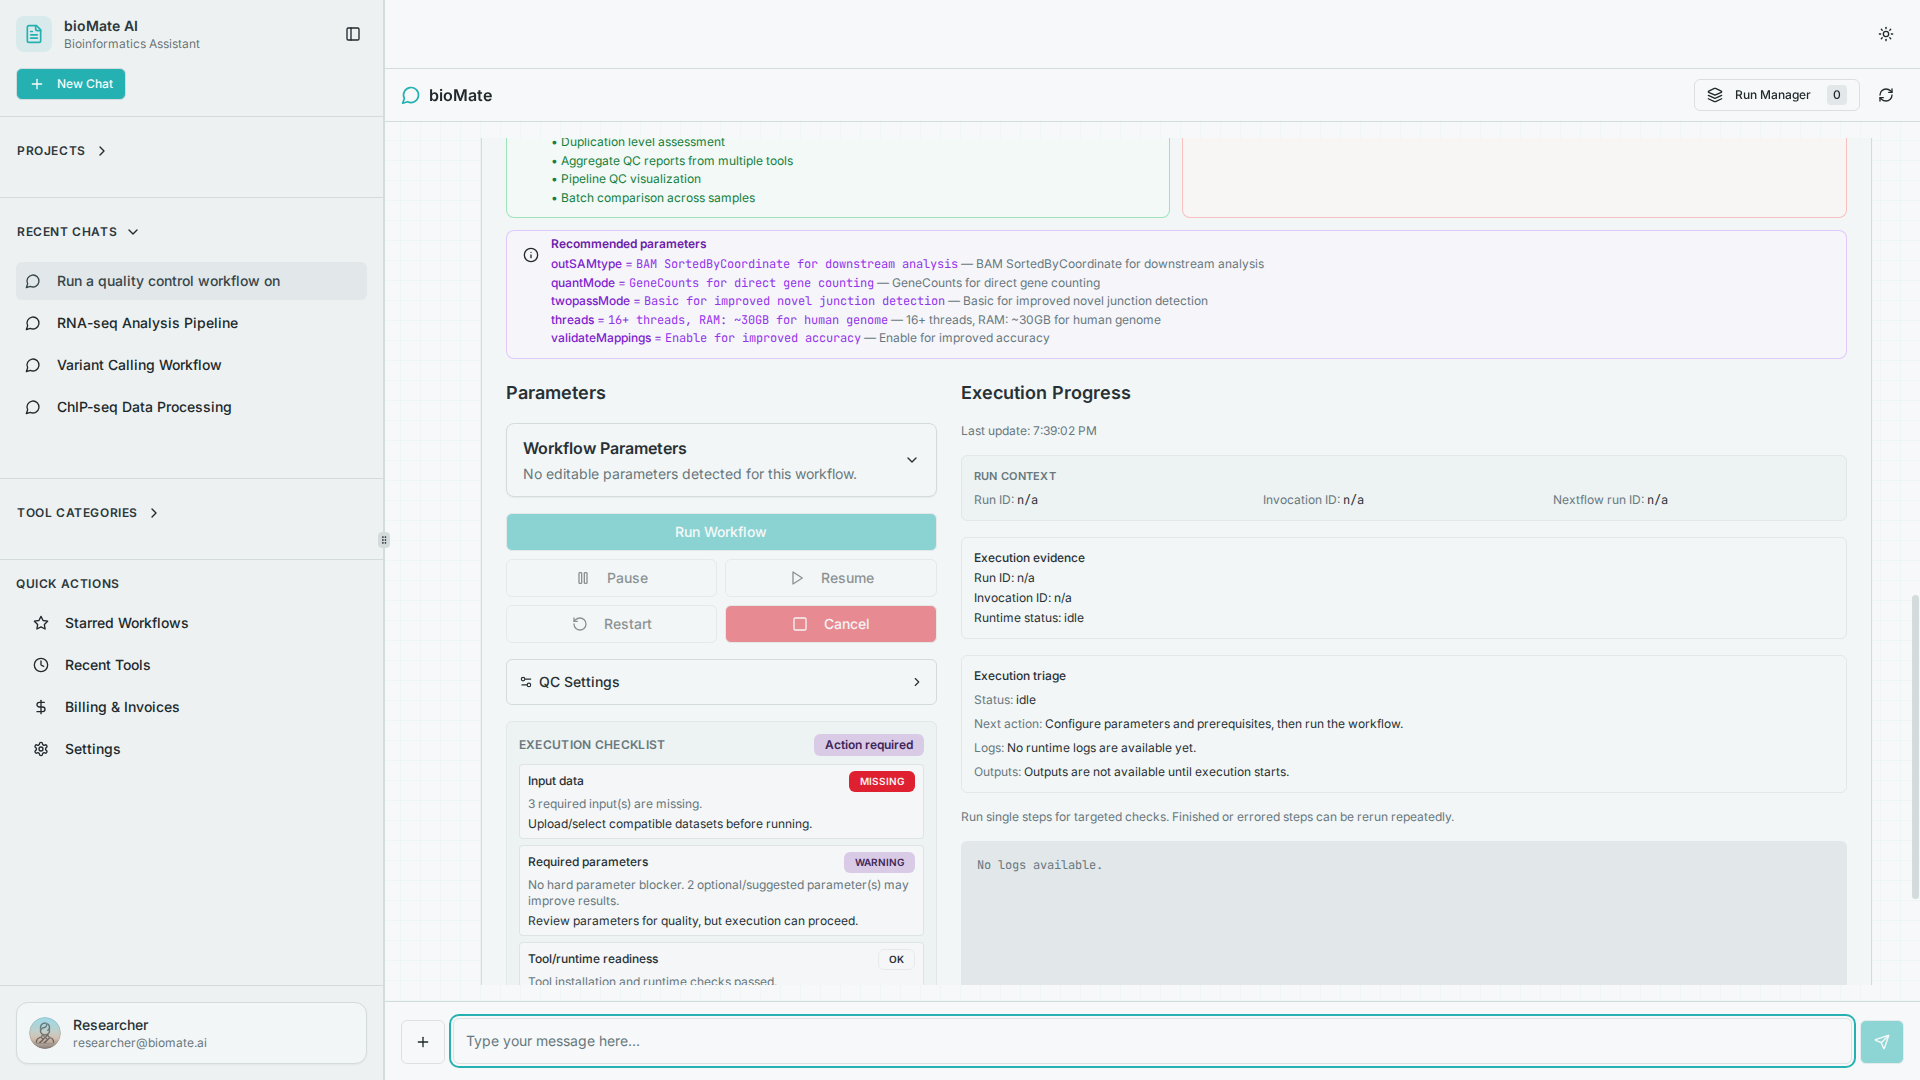 bioMate AI
Bioinformatics Assistant
New Chat
PROJECTS
RECENT CHATS
Run a quality control workflow on
RNA-seq Analysis Pipeline
Variant Calling Workflow
ChIP-seq Data Processing
TOOL CATEGORIES
QUICK ACTIONS
Starred Workflows
Recent Tools
Billing & Invoices
Settings
Researcher
researcher@biomate.ai
bioMate
Run Manager 0
• Duplication level assessment
• Aggregate QC reports from multiple tools
• Pipeline QC visualization
• Batch comparison across samples
Recommended parameters
outSAMtype = BAM SortedByCoordinate for downstream analysis — BAM SortedByCoordinate for downstream analysis
quantMode = GeneCounts for direct gene counting — GeneCounts for direct gene counting
twopassMode = Basic for improved novel junction detection — Basic for improved novel junction detection
threads = 16+ threads, RAM: ~30GB for human genome — 16+ threads, RAM: ~30GB for human genome
validateMappings = Enable for improved accuracy — Enable for improved accuracy
Parameters
Workflow Parameters
No editable parameters detected for this workflow.
Run Workflow
Pause
Resume
Restart
Cancel
QC Settings
EXECUTION CHECKLIST
Action required
Input data
MISSING
3 required input(s) are missing.
Upload/select compatible datasets before running.
Required parameters
WARNING
No hard parameter blocker. 2 optional/suggested parameter(s) may
improve results.
Review parameters for quality, but execution can proceed.
Tool/runtime readiness
OK
Tool installation and runtime checks passed.
Execution Progress
Last update: 7:39:02 PM
RUN CONTEXT
Run ID: n/a
Invocation ID: n/a
Nextflow run ID: n/a
Execution evidence
Run ID: n/a
Invocation ID: n/a
Runtime status: idle
Execution triage
Status: idle
Next action: Configure parameters and prerequisites, then run the workflow.
Logs: No runtime logs are available yet.
Outputs: Outputs are not available until execution starts.
Run single steps for targeted checks. Finished or errored steps can be rerun repeatedly.
No logs available.
Type your message here...